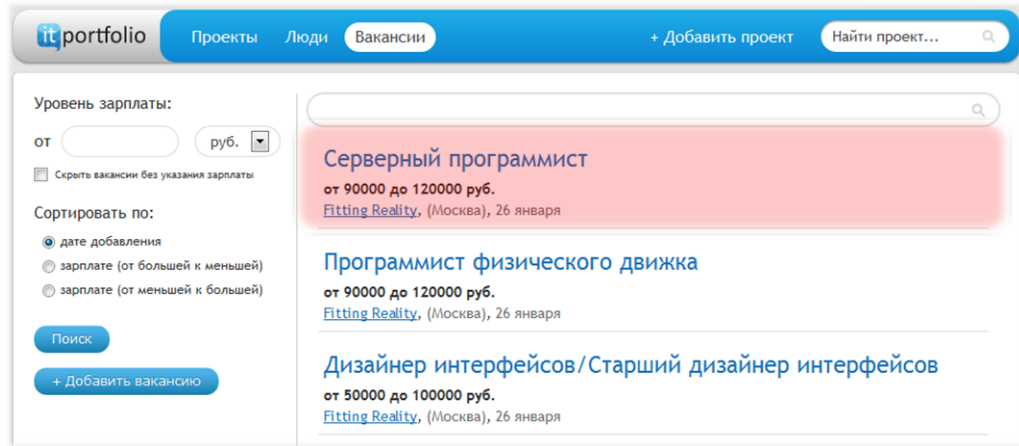 itportfolio Проекты Люди Вакансии + Добавить проект Найти проект...
Уровень зарплаты:
от руб.
Скрыть вакансии без указания зарплаты
Сортировать по:
дате добавления
зарплате (от большей к меньшей)
зарплате (от меньшей к большей)
Поиск
+ Добавить вакансию
Серверный программист
от 90000 до 120000 руб.
Fitting Reality, (Москва), 26 января
Программист физического движка
от 90000 до 120000 руб.
Fitting Reality, (Москва), 26 января
Дизайнер интерфейсов/Старший дизайнер интерфейсов
от 50000 до 100000 руб.
Fitting Reality, (Москва), 26 января